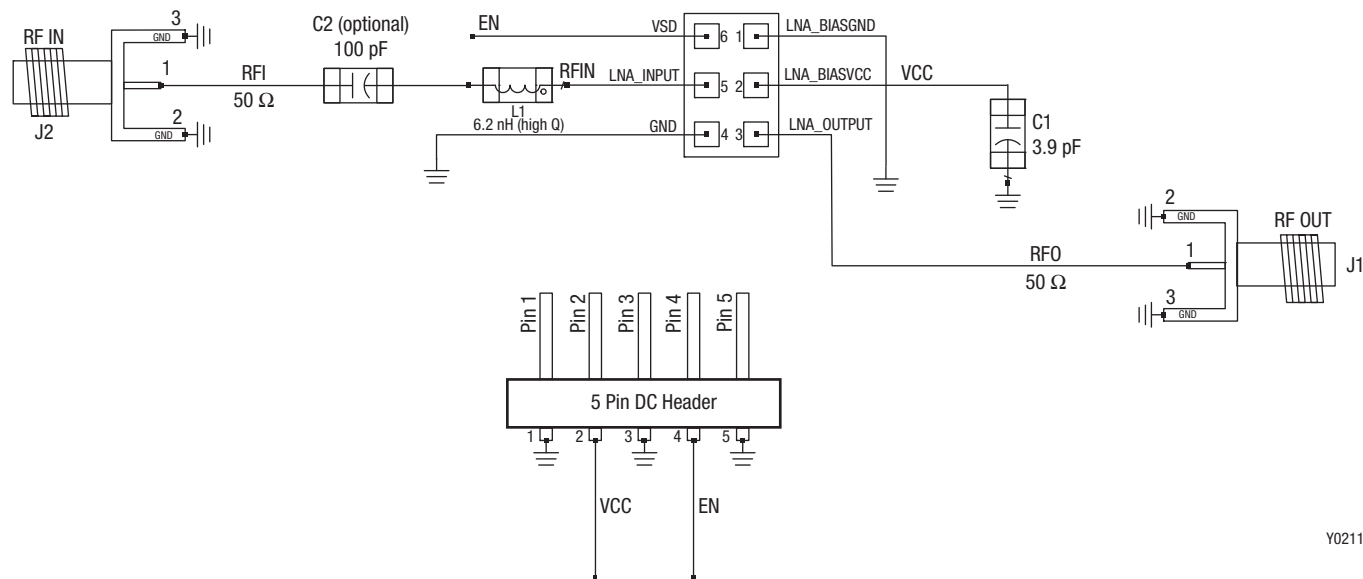 3
GND
RF IN
1
RFI
50 Ω
2
GND
J2
C2 (optional)
100 pF
EN
RFIN
L1
6.2 nH (high Q)
VSD
6
1
LNA_BIASGND
LNA_INPUT
5
2
LNA_BIASVCC
VCC
GND
4
3
LNA_OUTPUT
C1
3.9 pF
2
GND
RF OUT
1
RFO
50 Ω
J1
3
GND
Pin 1
Pin 2
Pin 3
Pin 4
Pin 5
5 Pin DC Header
1
2
3
4
5
VCC
EN
Y0211